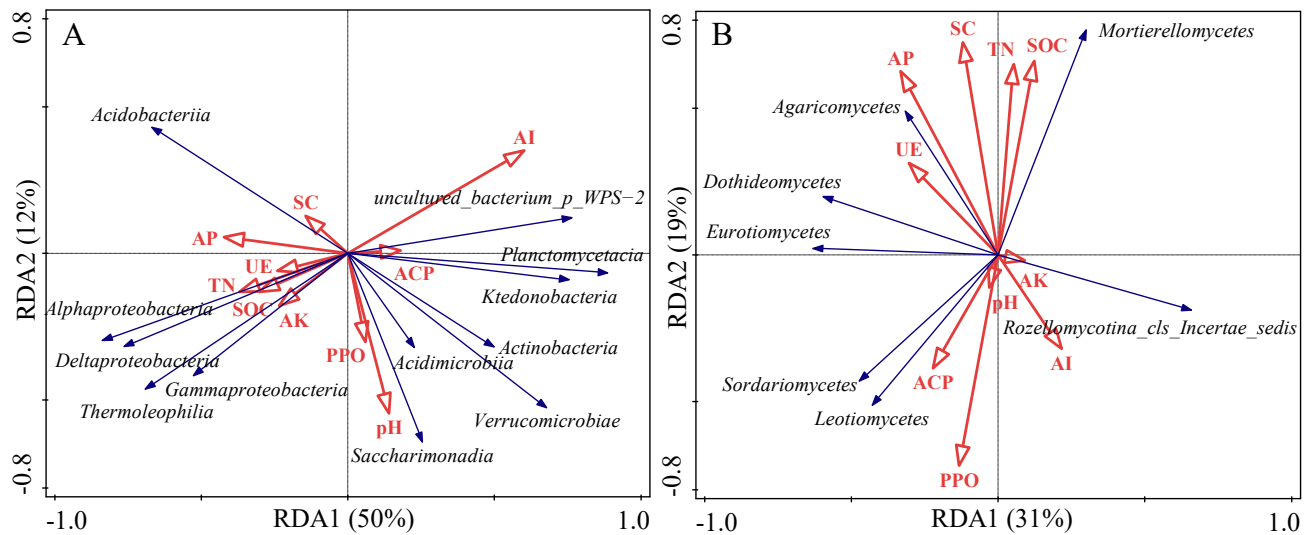 A
0.8
RDA2 (12%)
-0.8
-1.0
RDA1 (50%)
1.0
Acidobacteriia
AI
SC
uncultured_bacterium_p_WPS−2
AP
UE
ACP
Planctomycetacia
TN
SOC
AK
Ktedonobacteria
Alphaproteobacteria
PPO
Acidimicrobiia
Actinobacteria
Deltaproteobacteria
Gammaproteobacteria
Thermoleophilia
pH
Verrucomicrobiae
Saccharimonadia
B
0.8
RDA2 (19%)
-0.8
-1.0
RDA1 (31%)
1.0
SC
TN
SOC
Mortierellomycetes
AP
Agaricomycetes
UE
Dothideomycetes
Eurotiomycetes
AK
pH
Rozellomycotina_cls_Incertae_sedis
AI
Sordariomycetes
ACP
Leotiomycetes
PPO